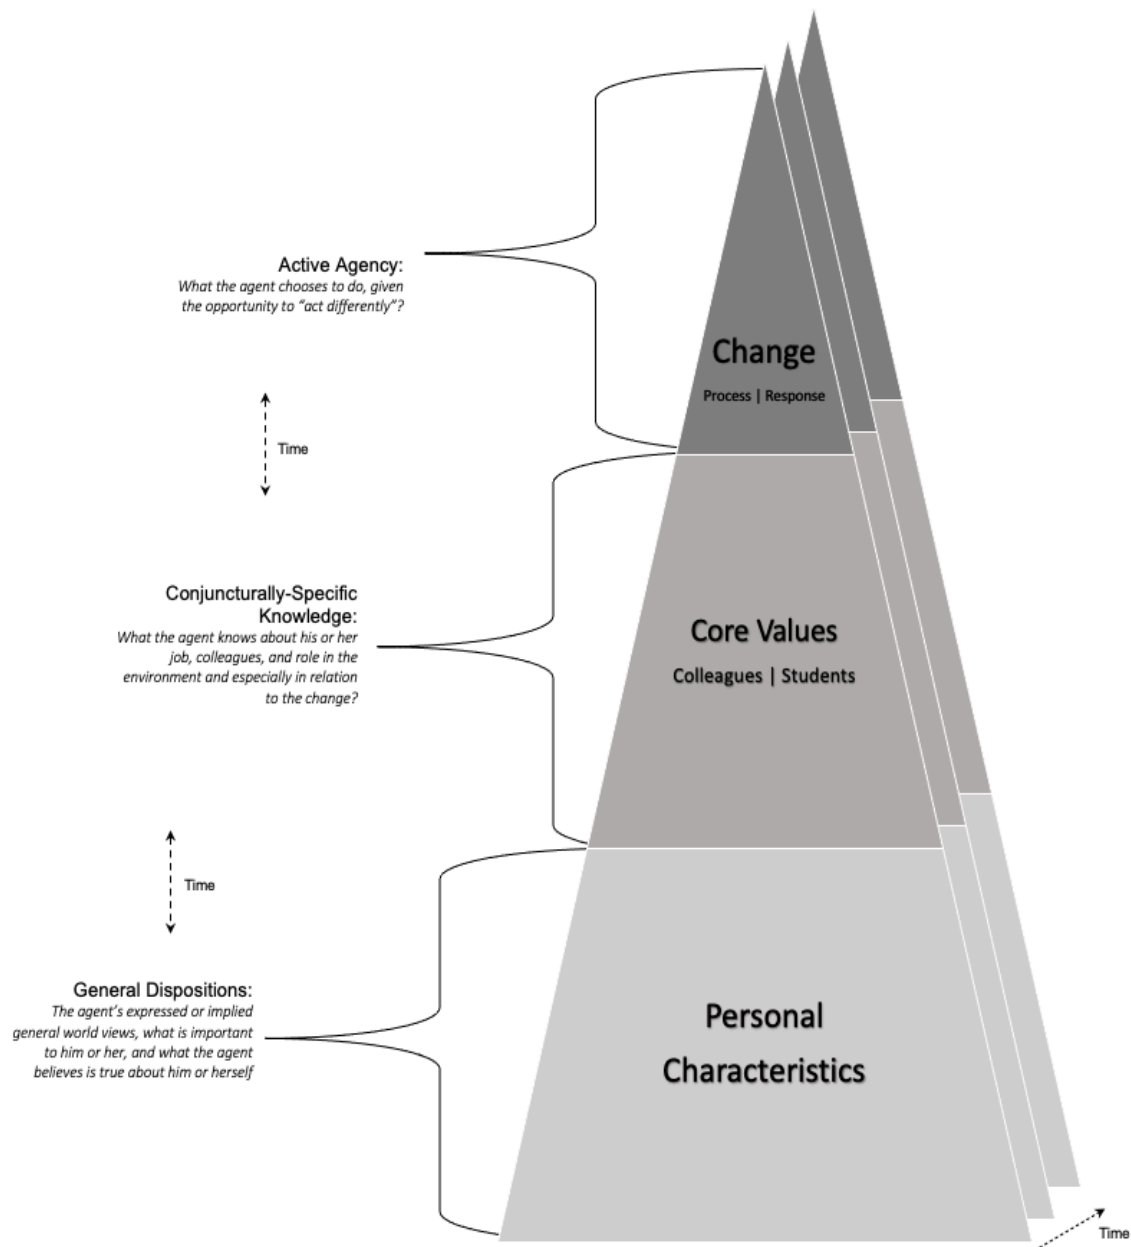 Active Agency:
What the agent chooses to do, given
the opportunity to “act differently”?
Change
Process | Response
Time
Conjuncturally-Specific
Knowledge:
What the agent knows about his or her
job, colleagues, and role in the
environment and especially in relation
to the change?
Core Values
Colleagues | Students
Time
General Dispositions:
The agent’s expressed or implied
general world views, what is important
to him or her, and what the agent
believes is true about him or herself
Personal
Characteristics
Time